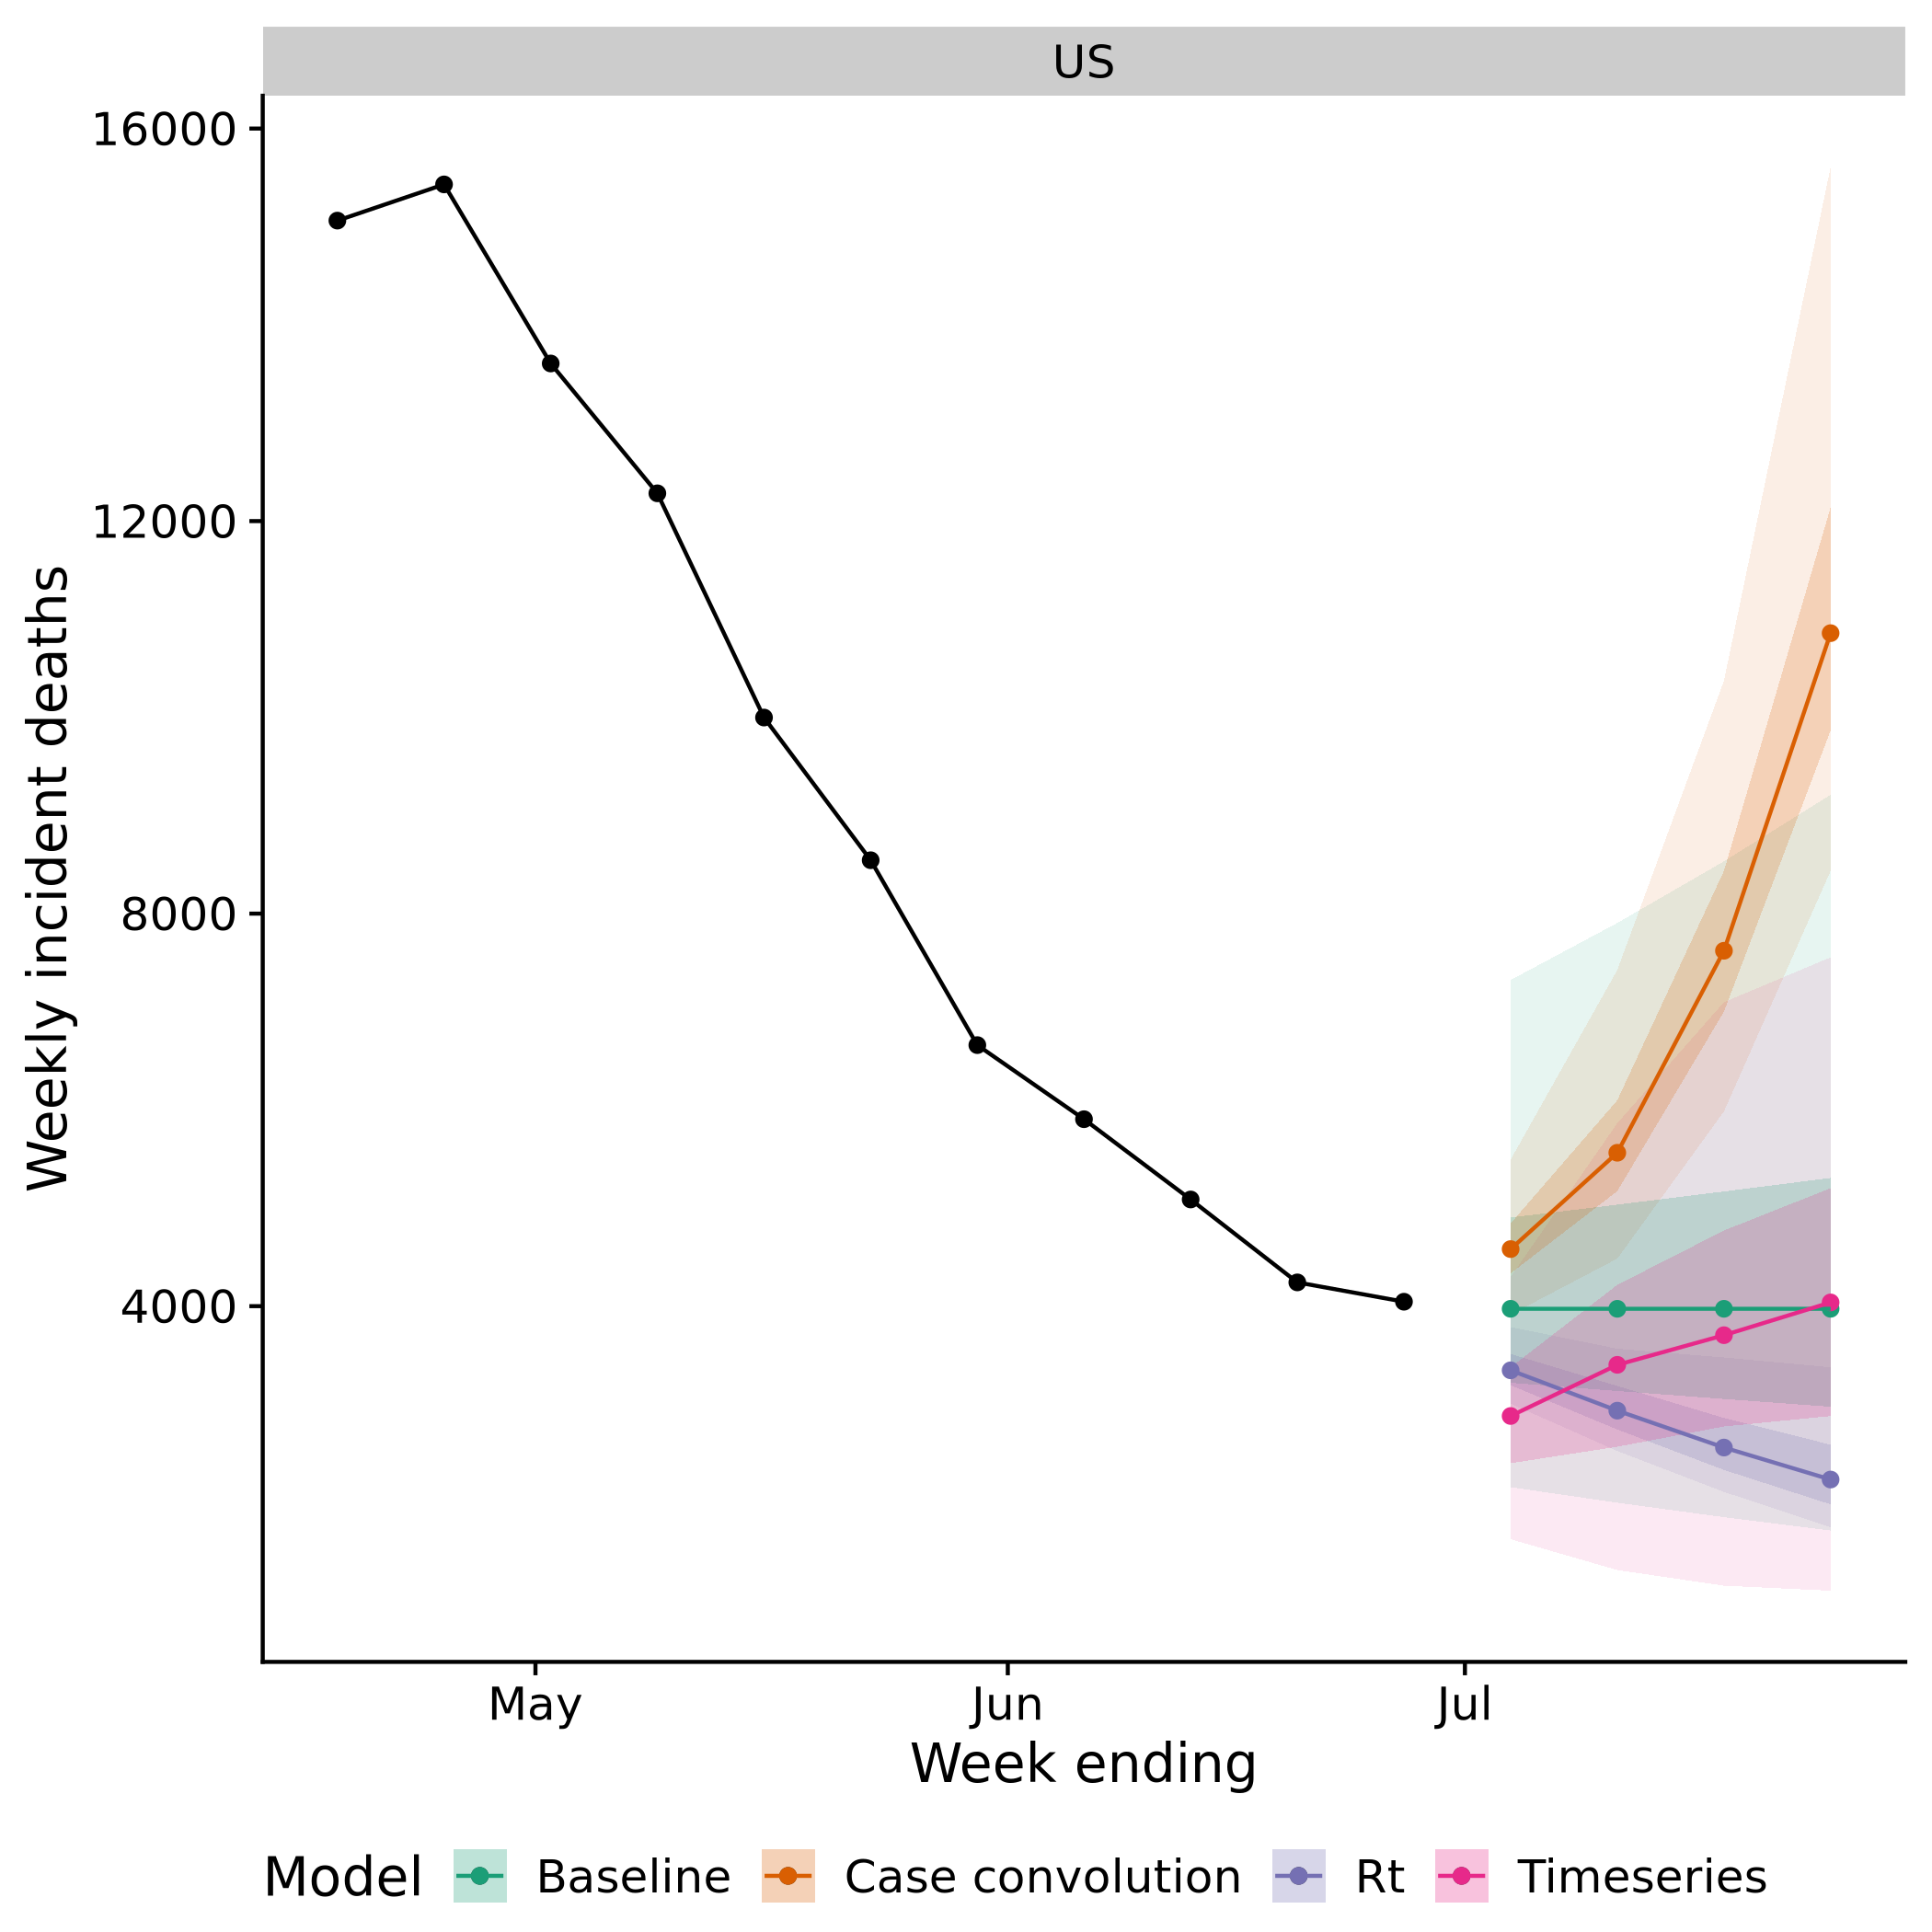 US
16000
12000
8000
4000
Weekly incident deaths
May Jun Jul
Week ending
Model Baseline Case convolution Rt Timeseries